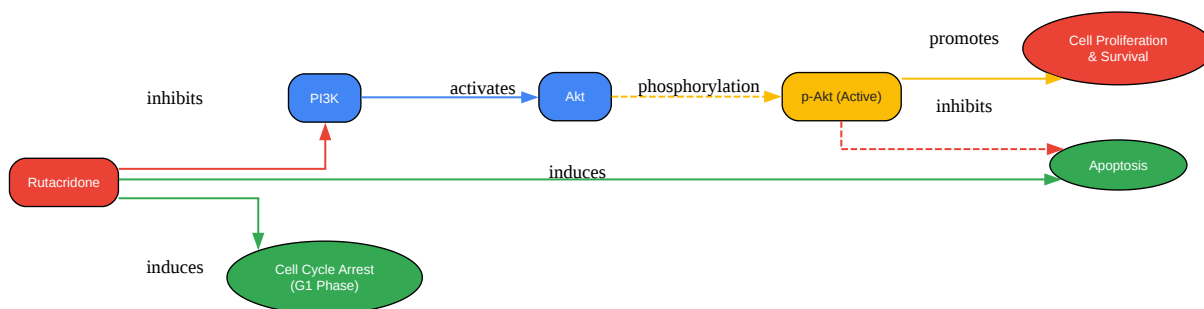 promotes
Cell Proliferation
& Survival
inhibits
PI3K
activates
Akt
phosphorylation
p-Akt (Active)
inhibits
Rutacridone
induces
Apoptosis
induces
Cell Cycle Arrest
(G1 Phase)